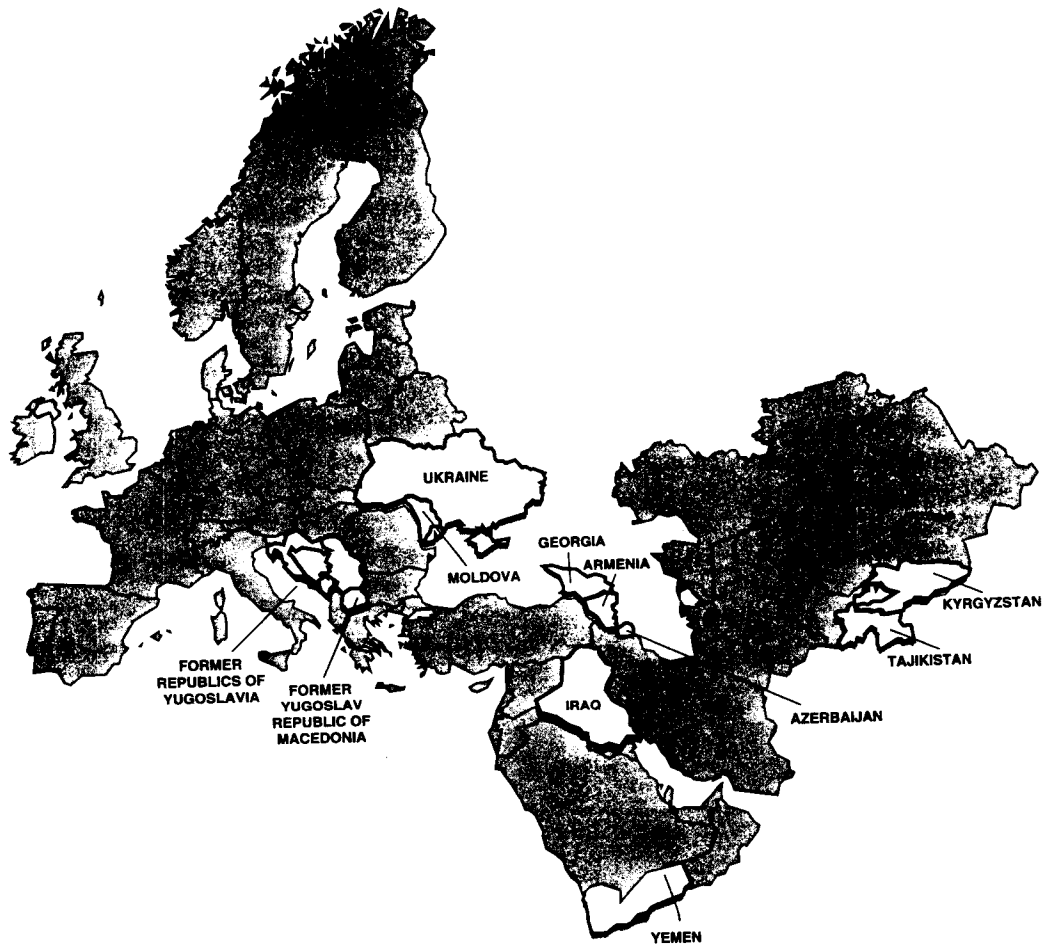 UKRAINE
GEORGIA
ARMENIA
MOLDOVA
KYRGYZSTAN
TAJIKISTAN
FORMER
REPUBLICS OF
YUGOSLAVIA
FORMER
YUGOSLAV
REPUBLIC OF
MACEDONIA
IRAQ
AZERBAIJAN
YEMEN